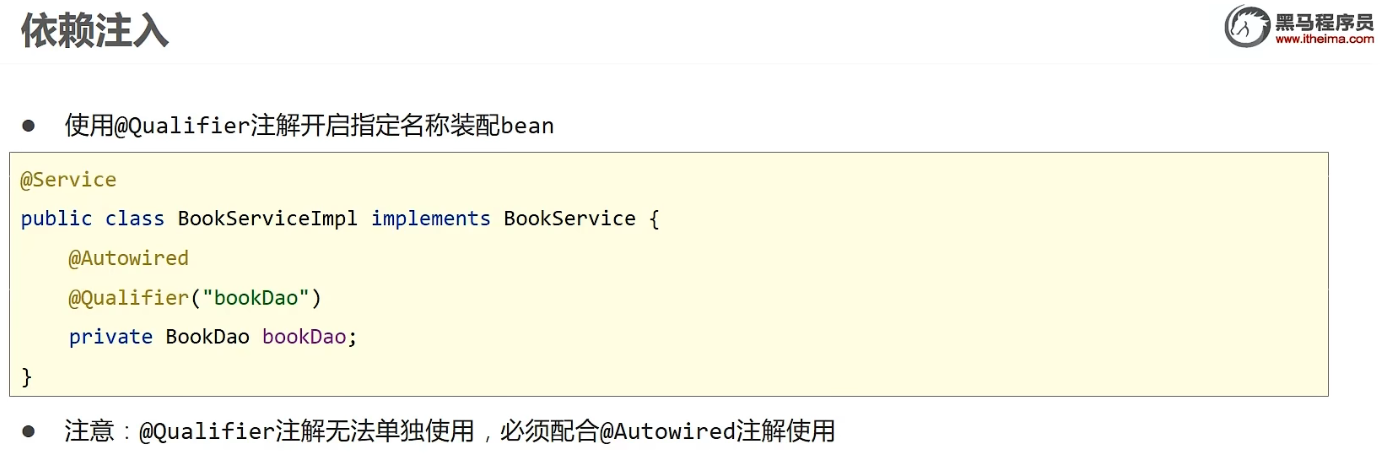 依赖注入
黑马程序员
www.itheima.com
● 使用@Qualifier注解开启指定名称装配bean
@Service
public class BookServiceImpl implements BookService {
    @Autowired
    @Qualifier("bookDao")
    private BookDao bookDao;
}
● 注意：@Qualifier注解无法单独使用，必须配合@Autowired注解使用